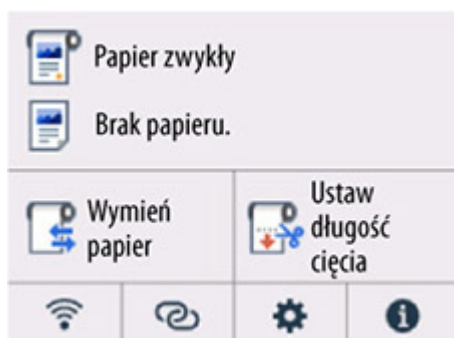 Papier zwykły
Brak papieru.
Wymień
papier
Ustaw
długość
cięcia